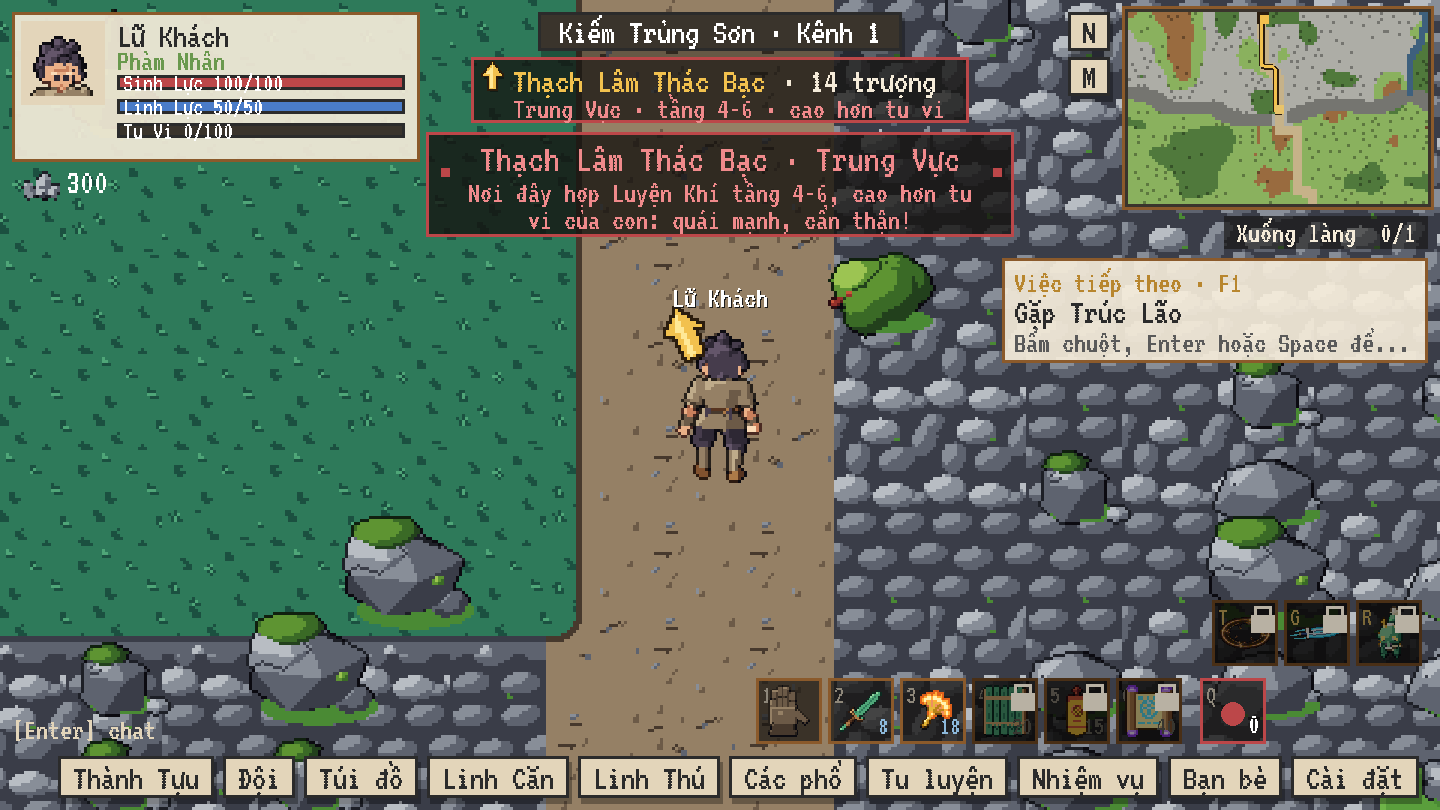 Lữ Khách
Phàm Nhân
Sinh Lực 100/100
Linh Lực 50/50
Tu Vi 0/100
300
Kiếm Trủng Sơn · Kênh 1
Thạch Lâm Thác Bạc · 14 trượng
Trung Vực · tầng 4-6 · cao hơn tu vi
Thạch Lâm Thác Bạc · Trung Vực
Nơi đây hợp Luyện Khí tầng 4-6, cao hơn tu
vi của con: quái mạnh, cẩn thận!
N
M
Xuống làng 0/1
Việc tiếp theo · F1
Gặp Trúc Lão
Bấm chuột, Enter hoặc Space để...
Lữ Khách
T
G
R
1
2
8
3
18
5
15
Q
0
[Enter] chat
Thành Tựu
Đội
Túi đồ
Linh Căn
Linh Thú
Các phổ
Tu luyện
Nhiệm vụ
Bạn bè
Cài đặt